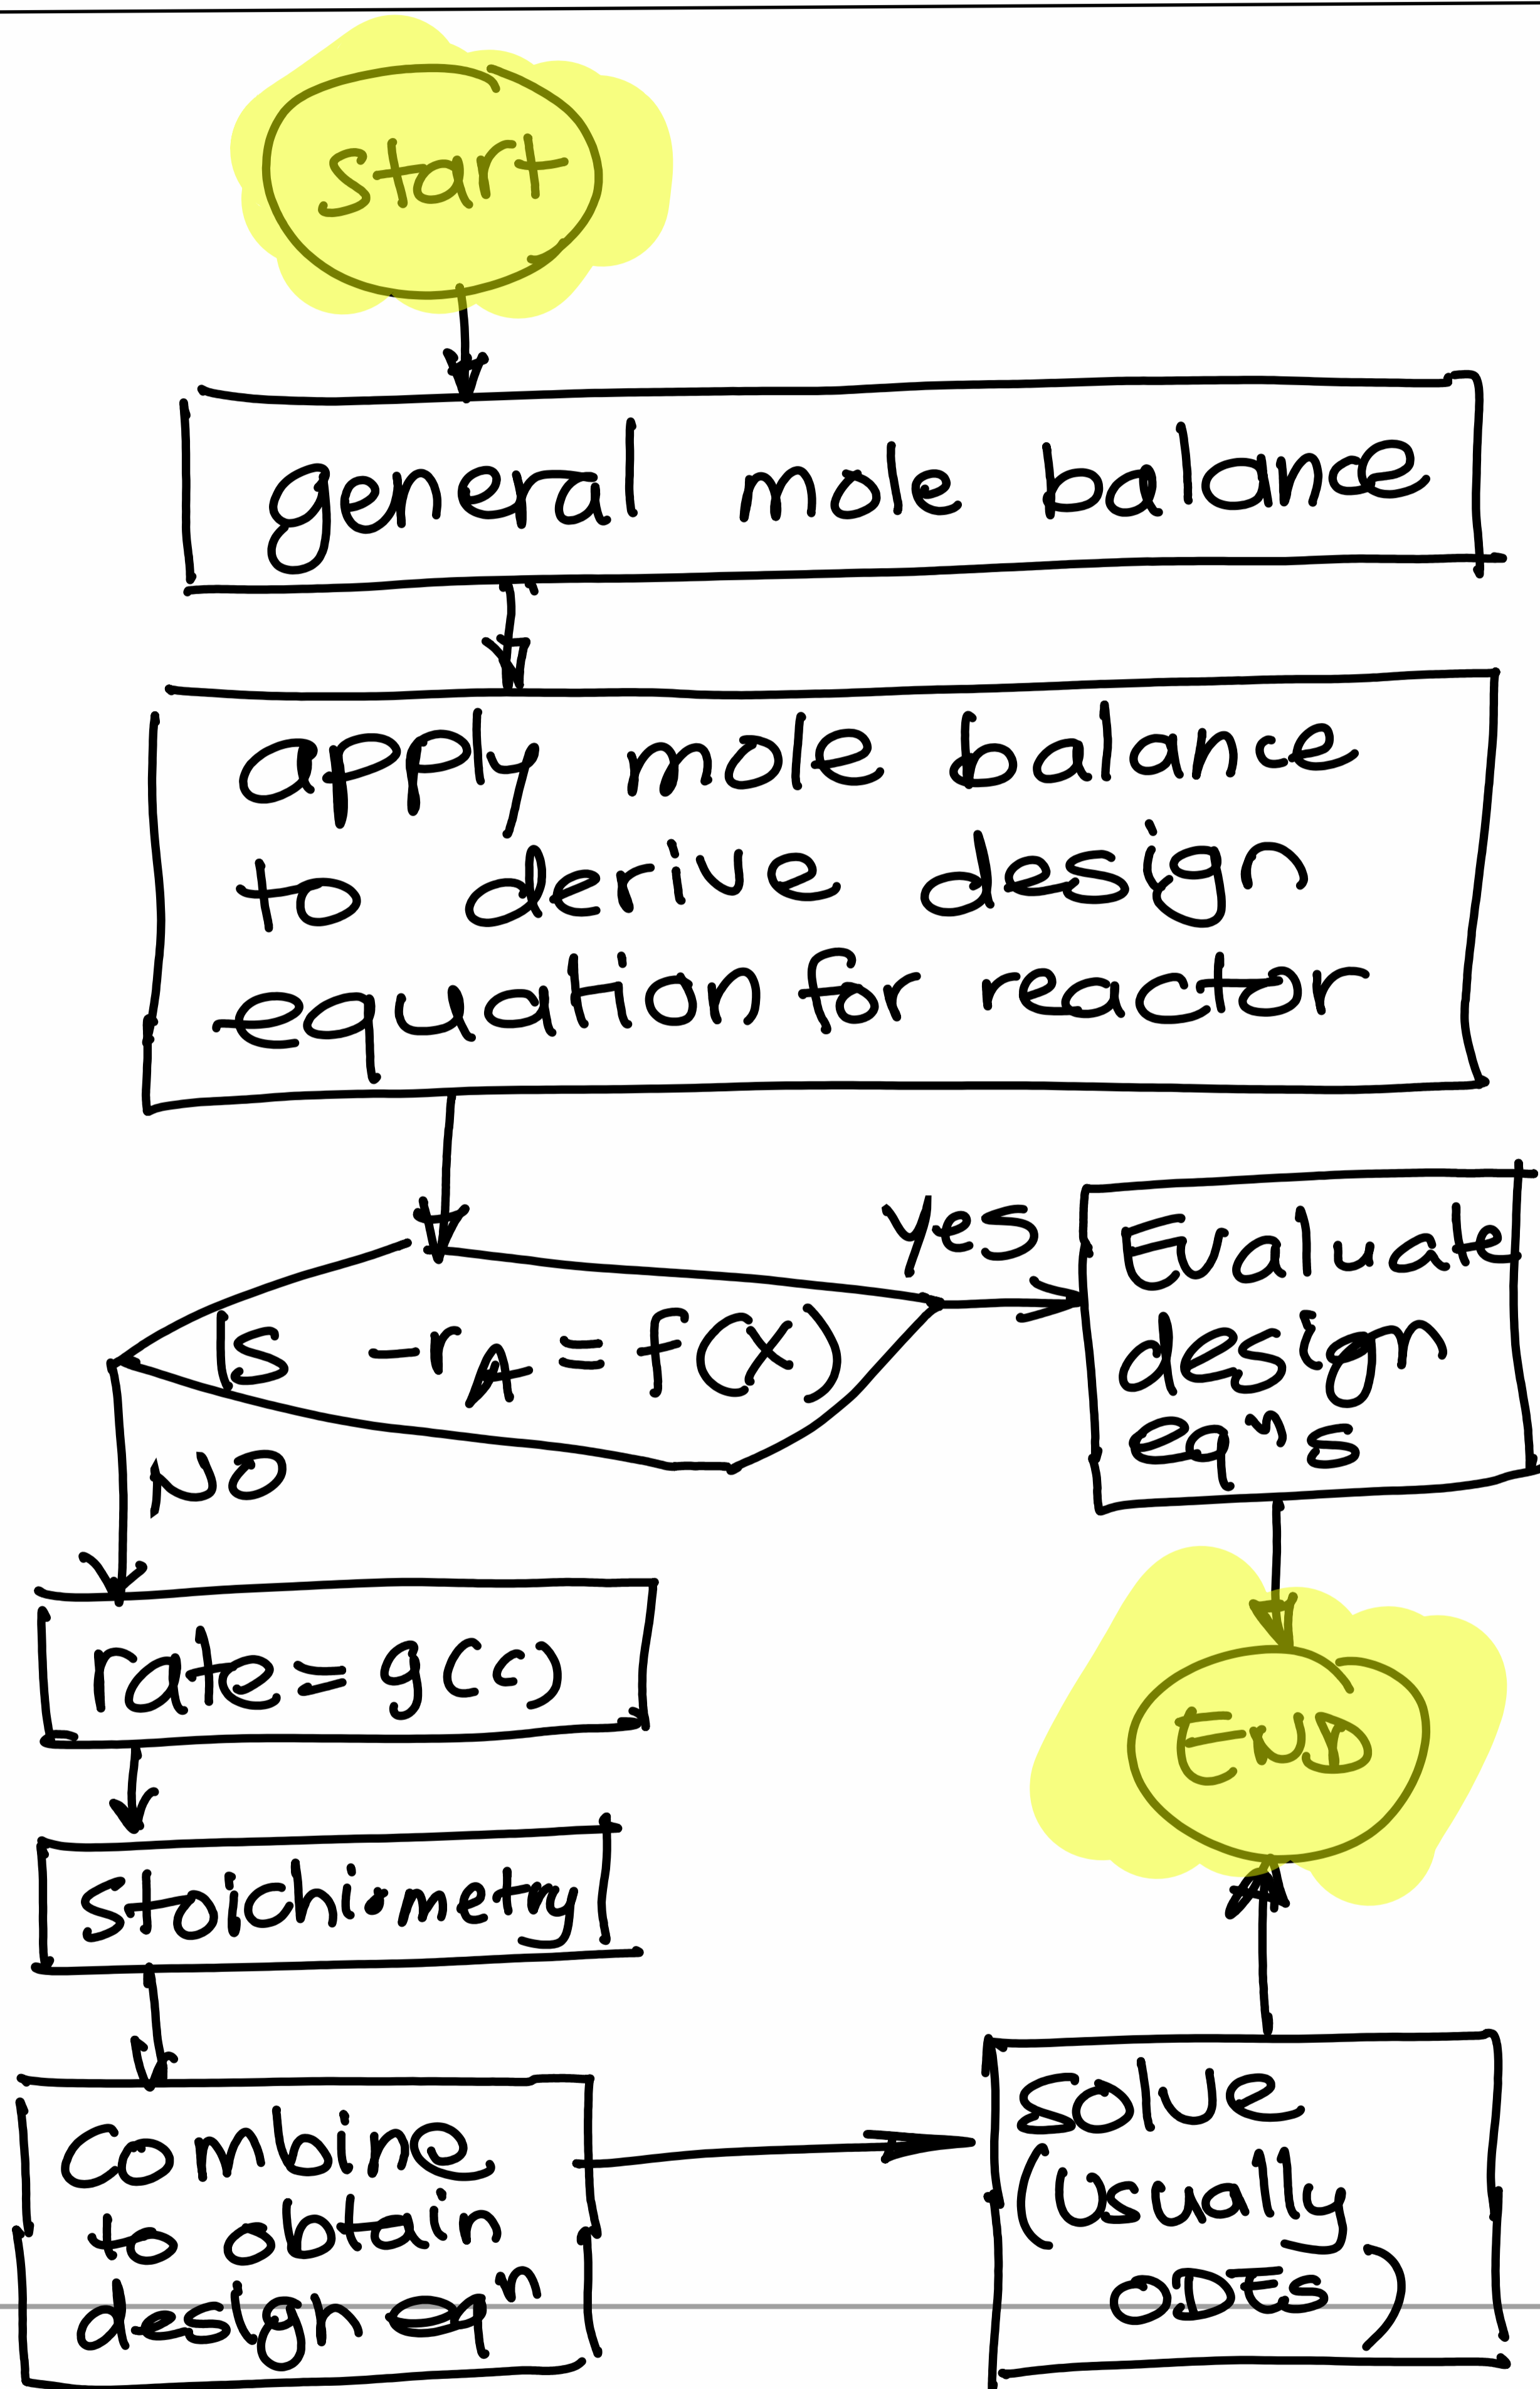 start
general mole balance
apply mole balance
to derive design
equation for reactor
Is -rA = f(x)
yes
Evaluate
design
eqⁿs
NO
rate = g(c)
END
stoichiometry
combine
to obtain
design eqⁿ
solve
(usually
ODEs)